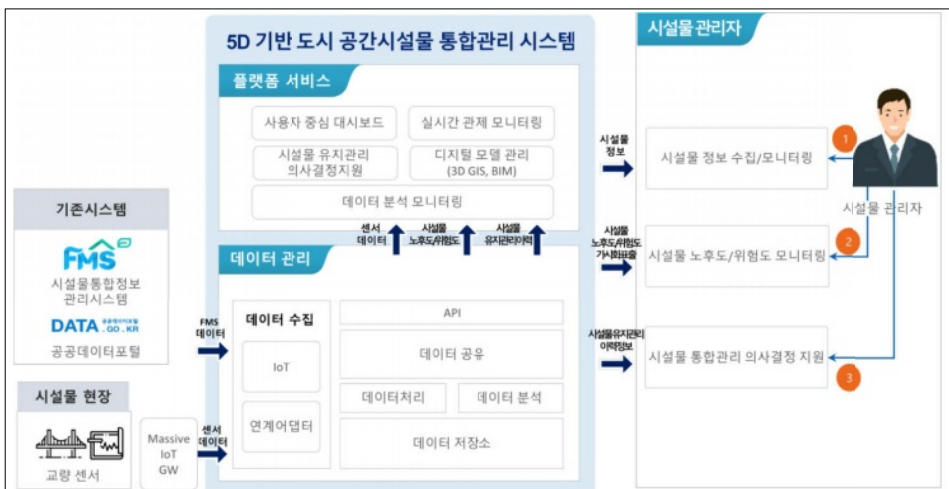 5D 기반 도시 공간시설물 통합관리 시스템
플랫폼 서비스
사용자 중심 대시보드
실시간 관제 모니터링
시설물 유지관리
의사결정지원
디지털 모델 관리
(3D GIS, BIM)
데이터 분석 모니터링
센서
데이터
시설물
노후도/위험도
시설물
유지관리이력
데이터 관리
데이터 수집
IoT
연계어댑터
API
데이터 공유
데이터처리
데이터 분석
데이터 저장소
기존시스템
FMS
시설물통합정보
관리시스템
DATA 공공데이터포털
.GO.KR
공공데이터포털
FMS
데이터
시설물 현장
교량 센서
Massive
IoT
GW
센서
데이터
시설물
정보
시설물
노후도/위험도
가시화표출
시설물유지관리
이력정보
시설물 관리자
시설물 정보 수집/모니터링
1
시설물 관리자
시설물 노후도/위험도 모니터링
2
시설물 통합관리 의사결정 지원
3